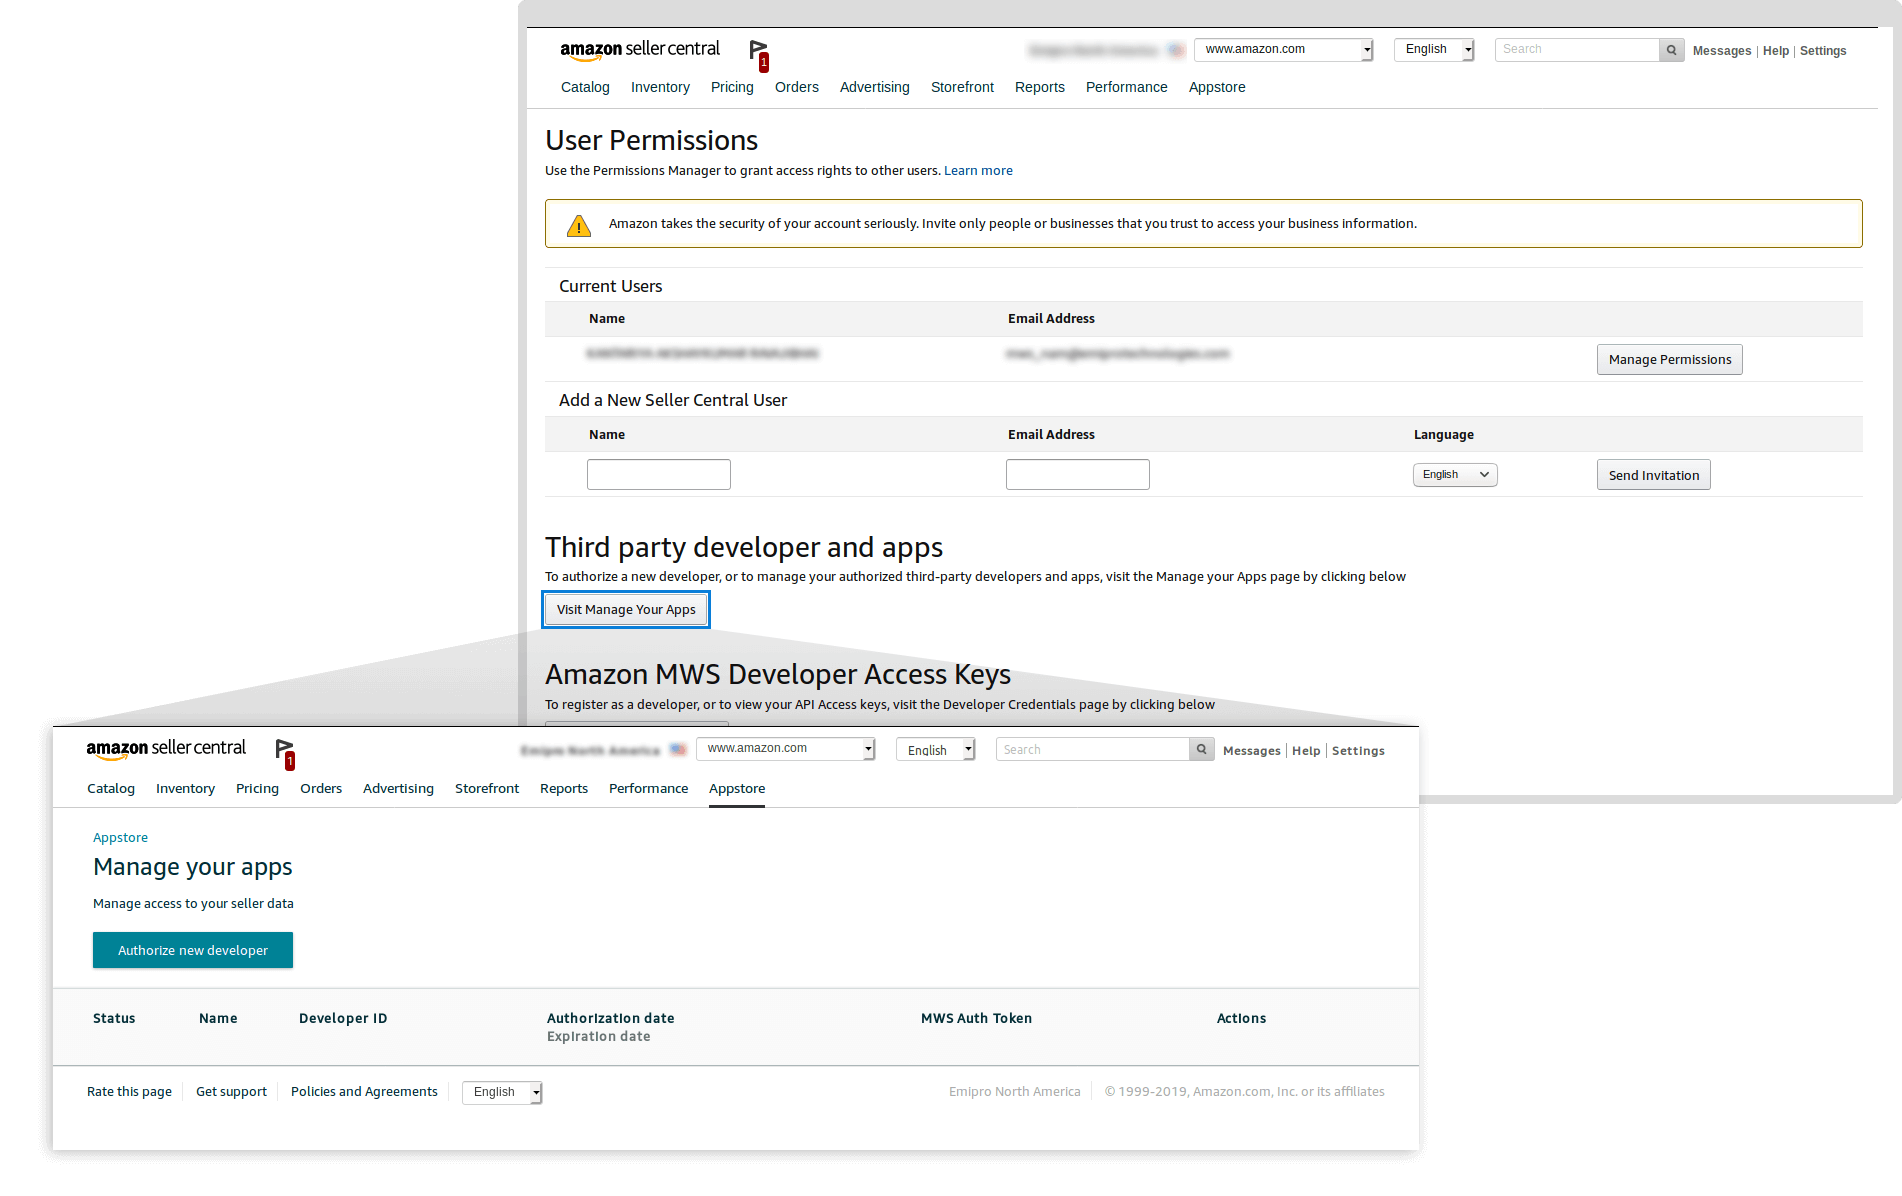 amazon seller central
1
www.amazon.com
English
Search
Messages | Help | Settings
Catalog Inventory Pricing Orders Advertising Storefront Reports Performance Appstore
User Permissions
Use the Permissions Manager to grant access rights to other users. Learn more
Amazon takes the security of your account seriously. Invite only people or businesses that you trust to access your business information.
Current Users
Name Email Address
Manage Permissions
Add a New Seller Central User
Name Email Address Language
English Send Invitation
Third party developer and apps
To authorize a new developer, or to manage your authorized third-party developers and apps, visit the Manage your Apps page by clicking below
Visit Manage Your Apps
Amazon MWS Developer Access Keys
To register as a developer, or to view your API Access keys, visit the Developer Credentials page by clicking below
amazon seller central
1
Emipro North America
www.amazon.com
English
Search
Messages | Help | Settings
Catalog Inventory Pricing Orders Advertising Storefront Reports Performance Appstore
Appstore
Manage your apps
Manage access to your seller data
Authorize new developer
Status Name Developer ID Authorization date MWS Auth Token Actions
Expiration date
Rate this page Get support Policies and Agreements English Emipro North America © 1999-2019, Amazon.com, Inc. or its affiliates